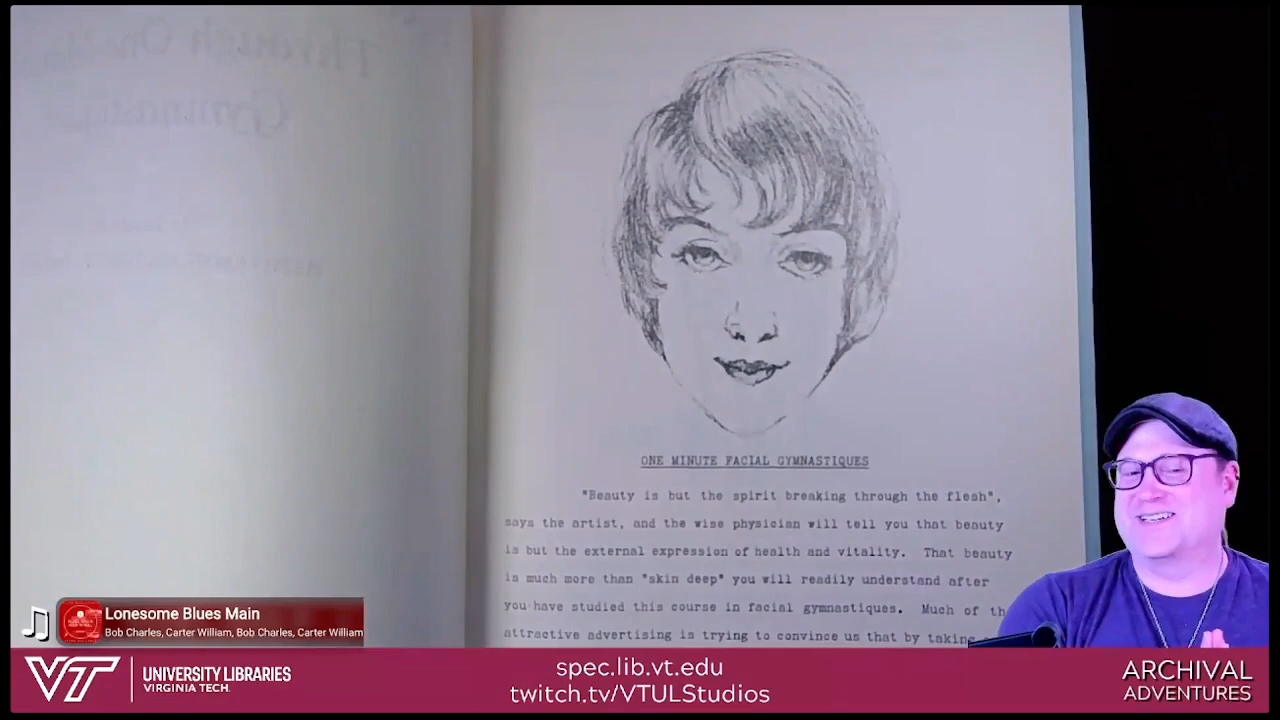 Through One
Gymnasti
ONE MINUTE FACIAL GYMNASTIQUES
"Beauty is but the spirit breaking through the flesh",
says the artist, and the wise physician will tell you that beauty
is but the external expression of health and vitality. That beauty
is much more than "skin deep" you will readily understand after
you have studied this course in facial gymnastiques. Much of th
attractive advertising is trying to convince us that by taking
Lonesome Blues Main
Bob Charles, Carter William, Bob Charles, Carter William
VT UNIVERSITY LIBRARIES
VIRGINIA TECH.
spec.lib.vt.edu
twitch.tv/VTULStudios
ARCHIVAL
ADVENTURES